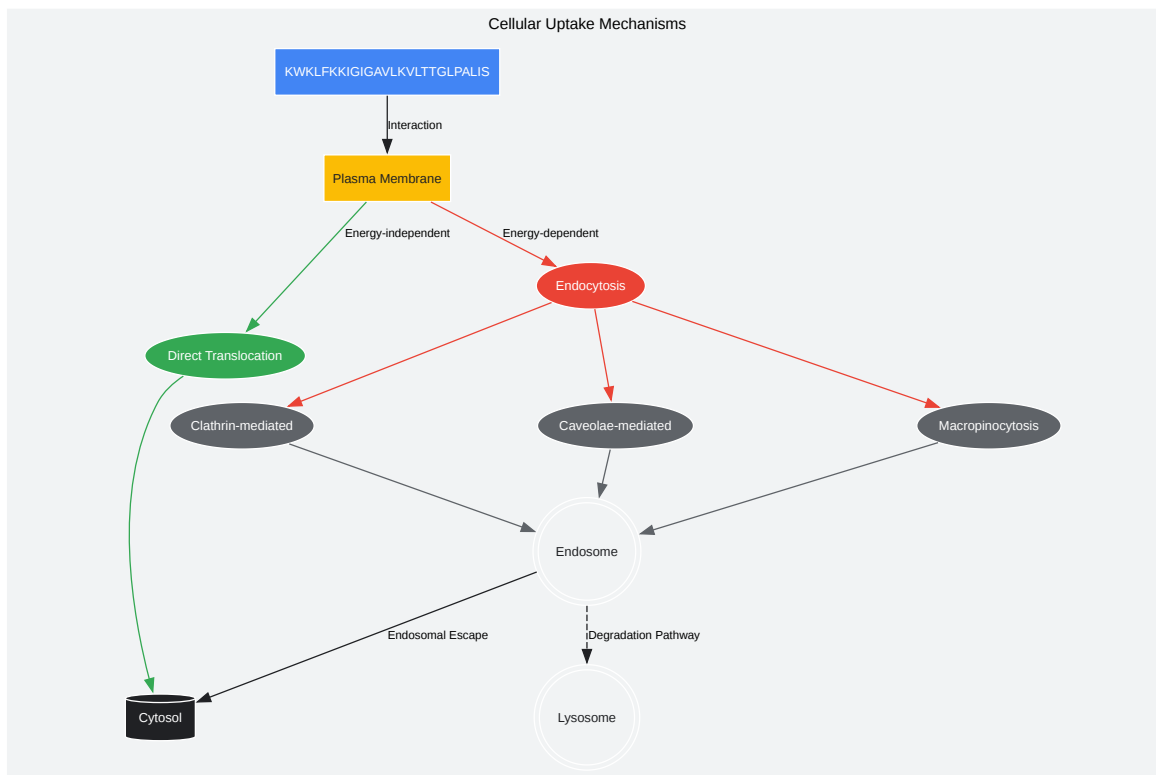 Cellular Uptake Mechanisms
KWKLFKKIGIGAVLKVLTTGLPALIS
Interaction
Plasma Membrane
Energy-independent
Energy-dependent
Endocytosis
Direct Translocation
Clathrin-mediated
Caveolae-mediated
Macropinocytosis
Endosome
Endosomal Escape
Degradation Pathway
Cytosol
Lysosome